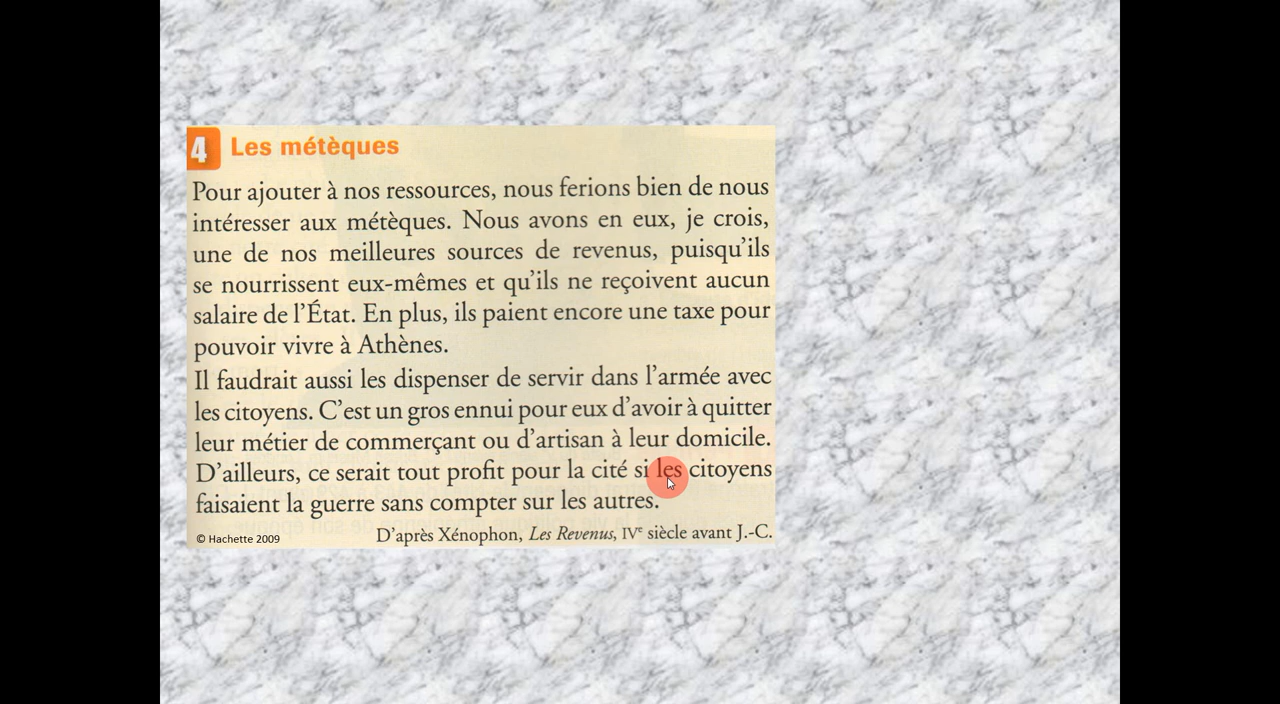 4 Les métèques
Pour ajouter à nos ressources, nous ferions bien de nous
intéresser aux métèques. Nous avons en eux, je crois,
une de nos meilleures sources de revenus, puisqu'ils
se nourrissent eux-mêmes et qu'ils ne reçoivent aucun
salaire de l'État. En plus, ils paient encore une taxe pour
pouvoir vivre à Athènes.
Il faudrait aussi les dispenser de servir dans l'armée avec
les citoyens. C'est un gros ennui pour eux d'avoir à quitter
leur métier de commerçant ou d'artisan à leur domicile.
D'ailleurs, ce serait tout profit pour la cité si les citoyens
faisaient la guerre sans compter sur les autres.
D'après Xénophon, Les Revenus, IVe siècle avant J.-C.
© Hachette 2009